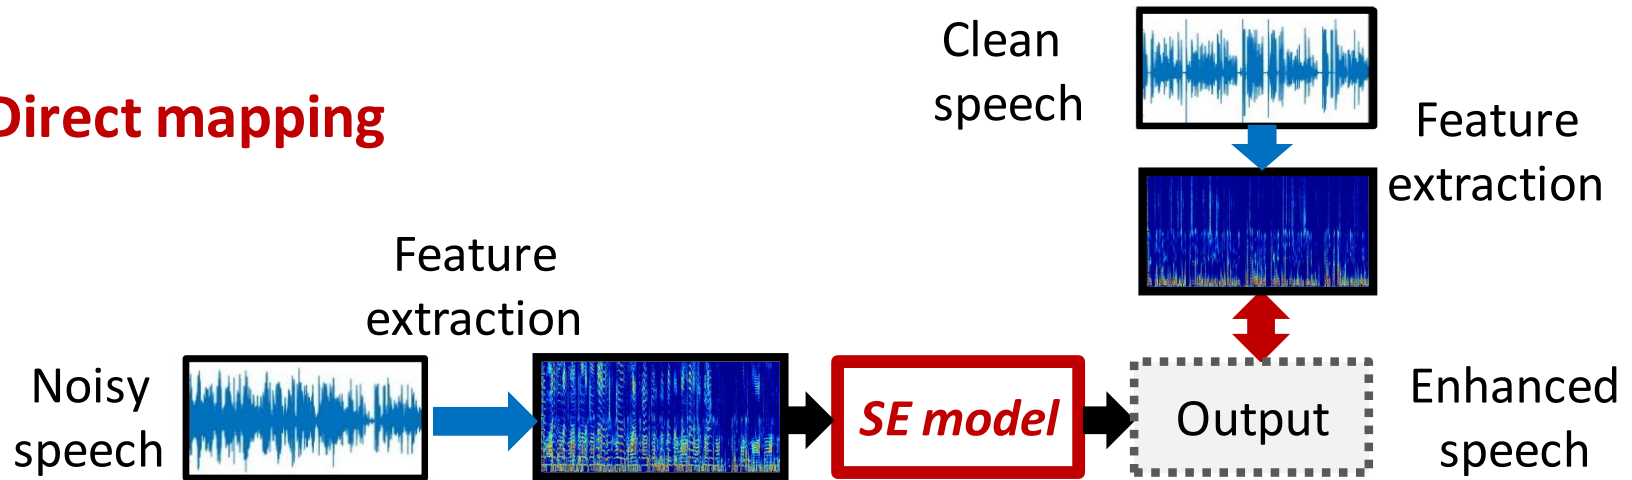 Direct mapping
Clean
speech
Feature
extraction
Feature
extraction
Noisy
speech
SE model
Output
Enhanced
speech